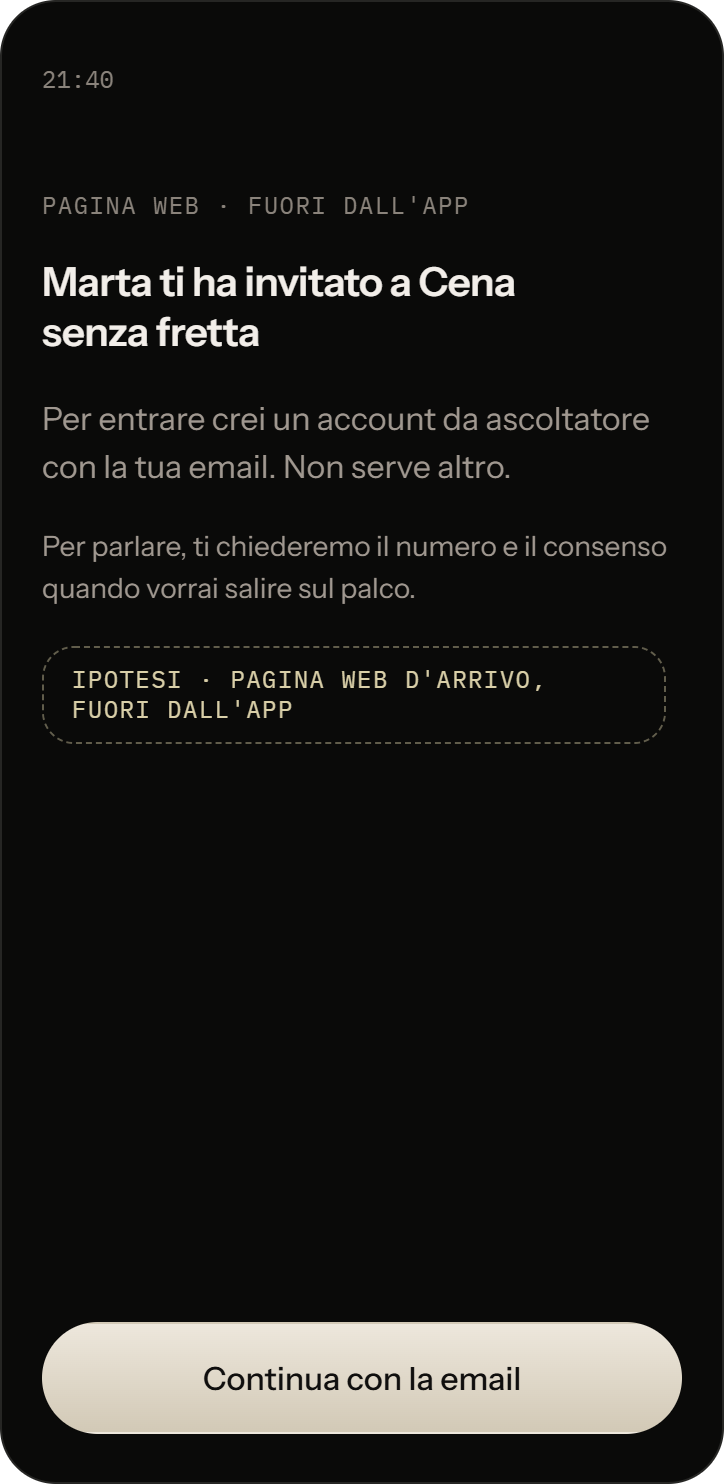 21:40
PAGINA WEB · FUORI DALL'APP
Marta ti ha invitato a Cena
senza fretta
Per entrare crei un account da ascoltatore
con la tua email. Non serve altro.
Per parlare, ti chiederemo il numero e il consenso
quando vorrai salire sul palco.
IPOTESI · PAGINA WEB D'ARRIVO,
FUORI DALL'APP
Continua con la email